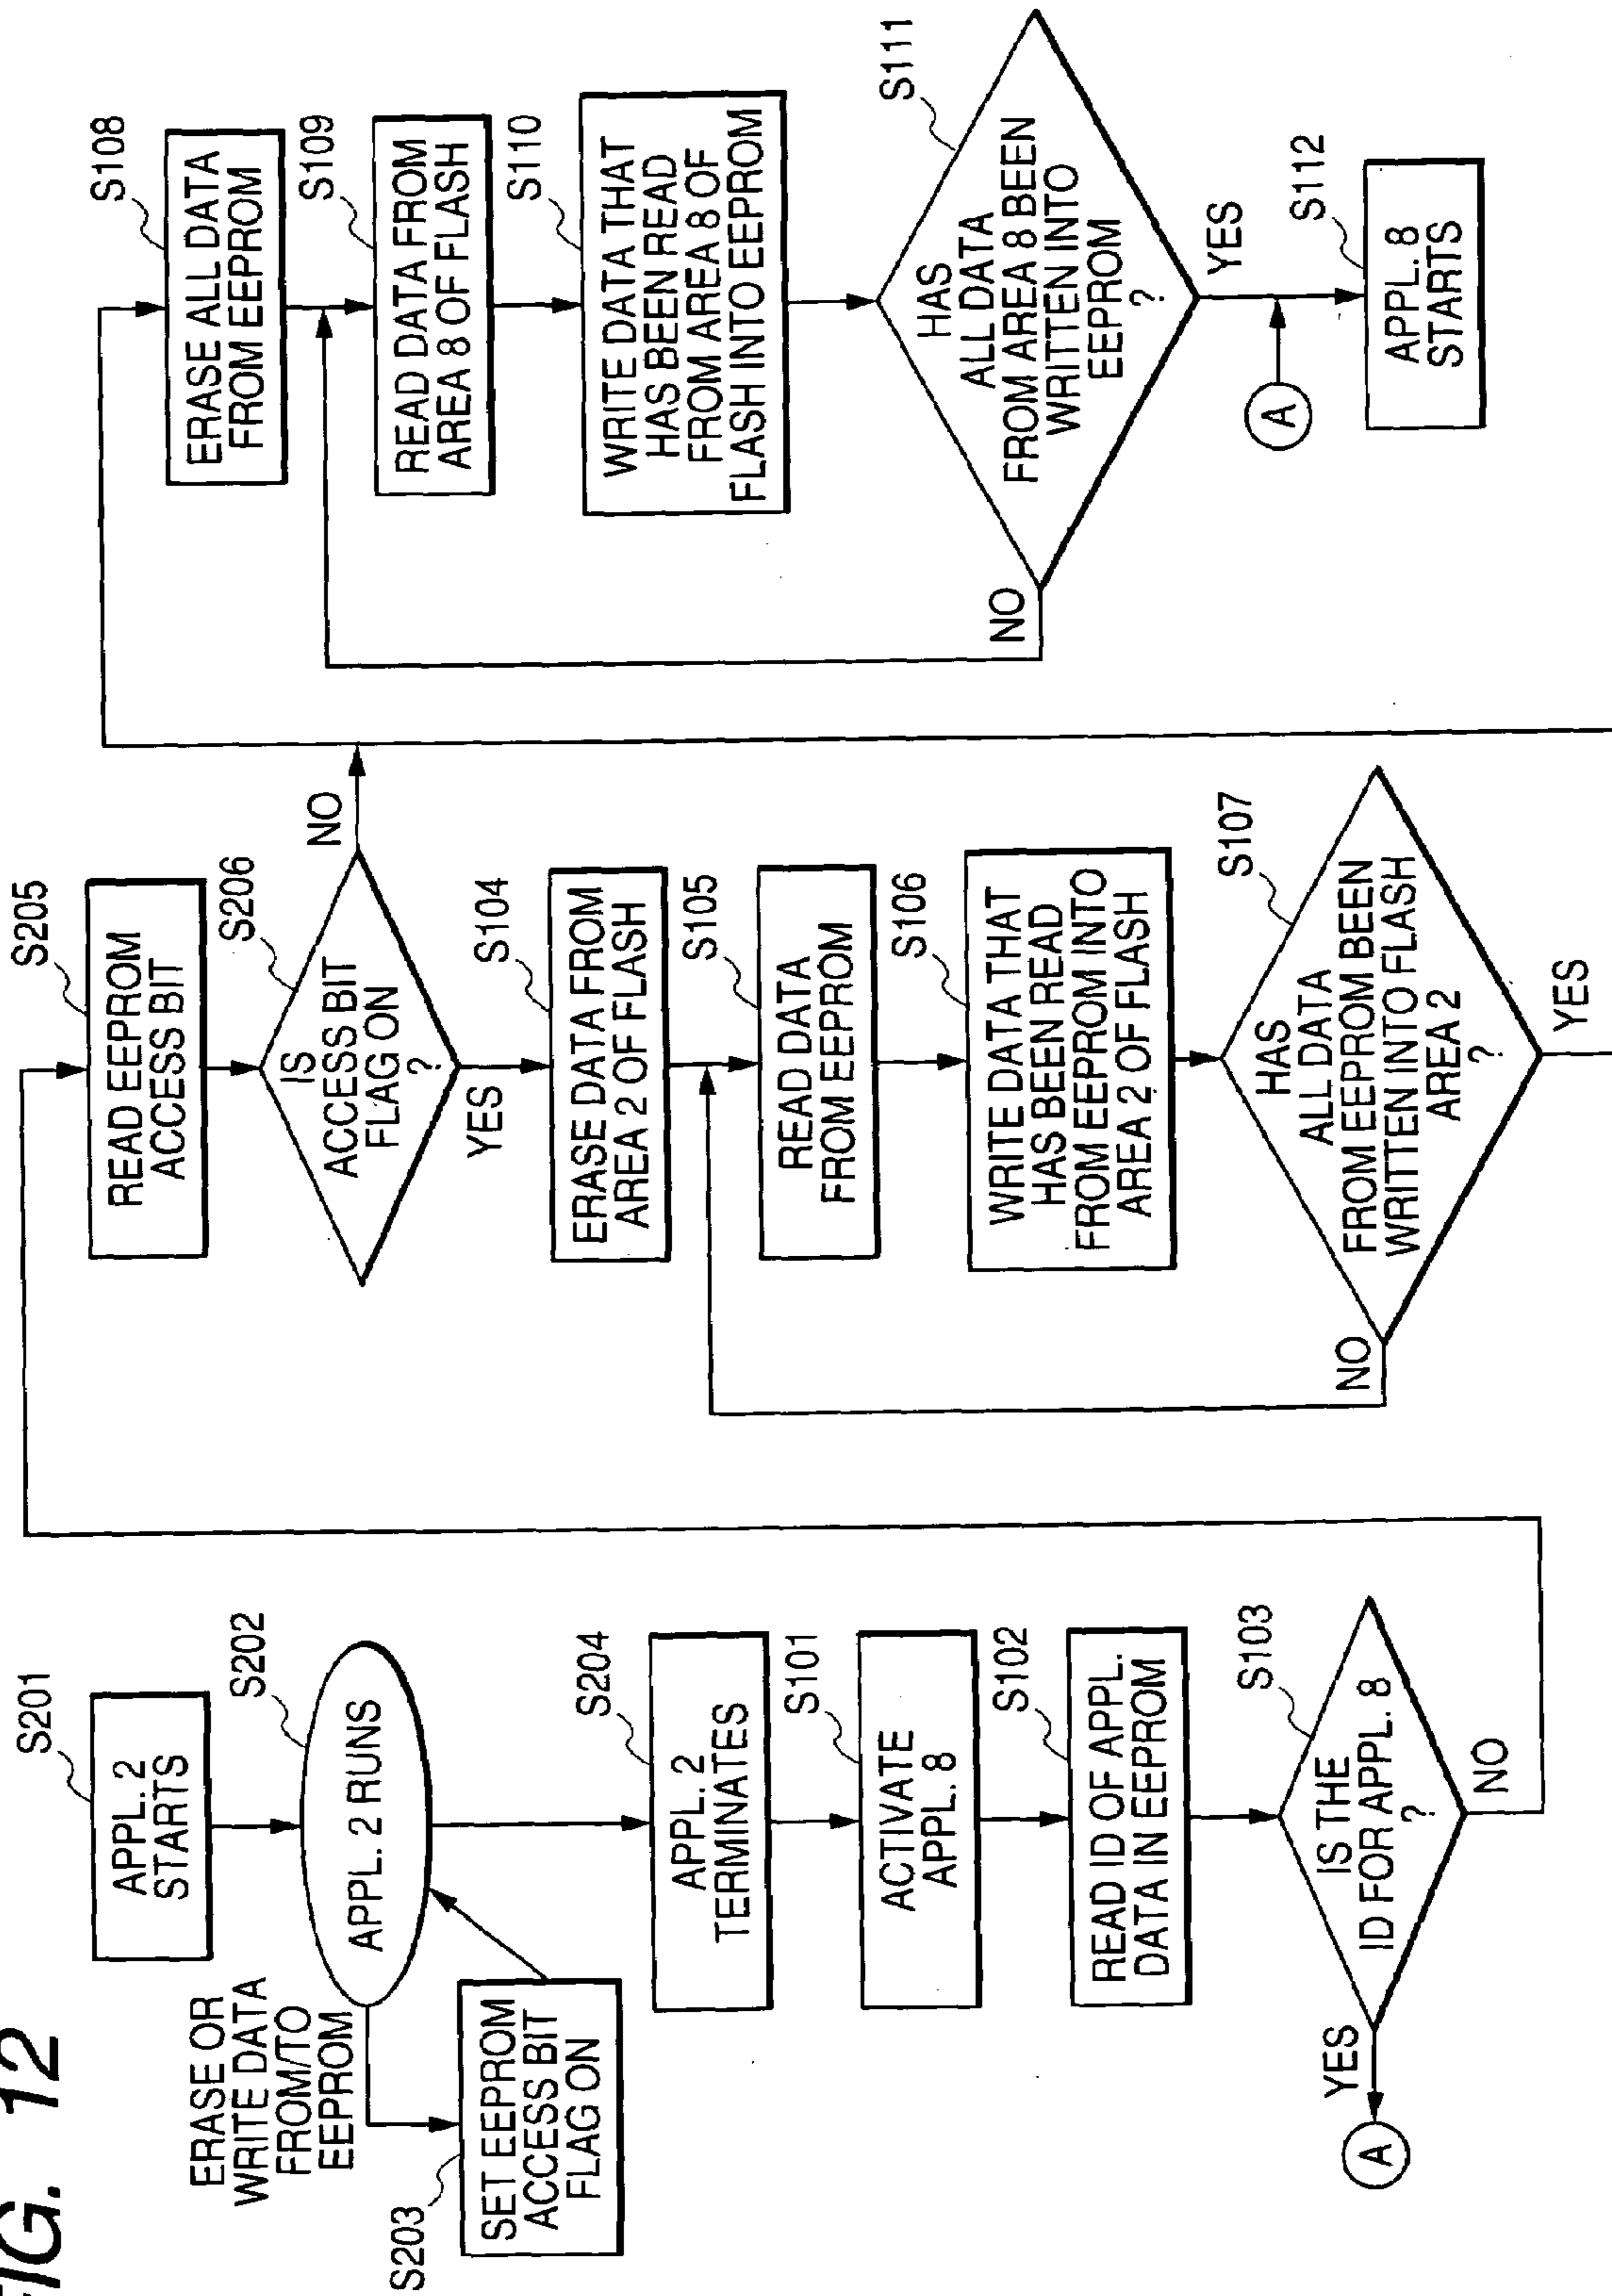 FIG. 12
S201
APPL. 2
STARTS
S202
APPL. 2 RUNS
ERASE OR
WRITE DATA
FROM/TO
EEPROM
S203
SET EEPROM
ACCESS BIT
FLAG ON
S204
APPL. 2
TERMINATES
S101
ACTIVATE
APPL. 8
S102
READ ID OF APPL.
DATA IN EEPROM
S103
IS THE
ID FOR APPL. 8
?
YES
A
NO
S205
READ EEPROM
ACCESS BIT
S206
IS
ACCESS BIT
FLAG ON
?
NO
YES
S104
ERASE DATA FROM
AREA 2 OF FLASH
S105
READ DATA
FROM EEPROM
S106
WRITE DATA THAT
HAS BEEN READ
FROM EEPROM INTO
AREA 2 OF FLASH
S107
HAS
ALL DATA
FROM EEPROM BEEN
WRITTEN INTO FLASH
AREA 2
?
NO
YES
S108
ERASE ALL DATA
FROM EEPROM
S109
READ DATA FROM
AREA 8 OF FLASH
S110
WRITE DATA THAT
HAS BEEN READ
FROM AREA 8 OF
FLASH INTO EEPROM
S111
HAS
ALL DATA
FROM AREA 8 BEEN
WRITTEN INTO
EEPROM
?
NO
YES
A
S112
APPL. 8
STARTS